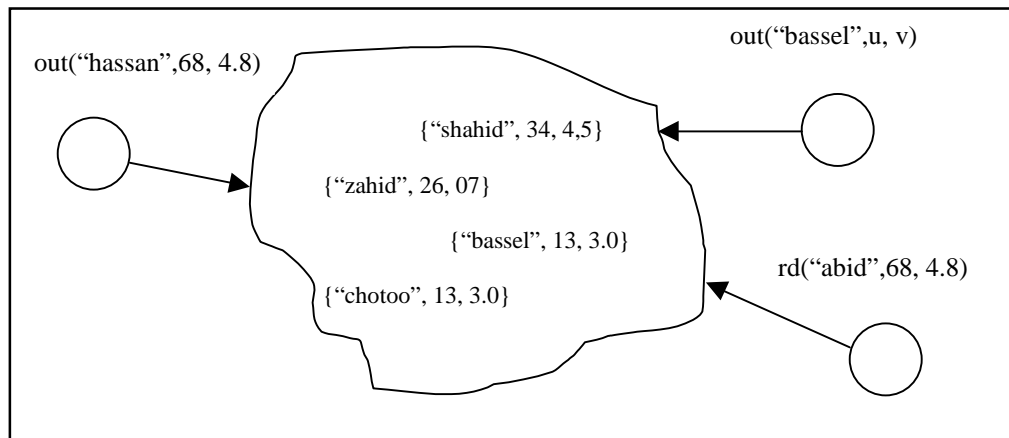 out(“bassel”,u, v)
out(“hassan”,68, 4.8)
{“shahid”, 34, 4,5}
{“zahid”, 26, 07}
{“bassel”, 13, 3.0}
rd(“abid”,68, 4.8)
{“chotoo”, 13, 3.0}